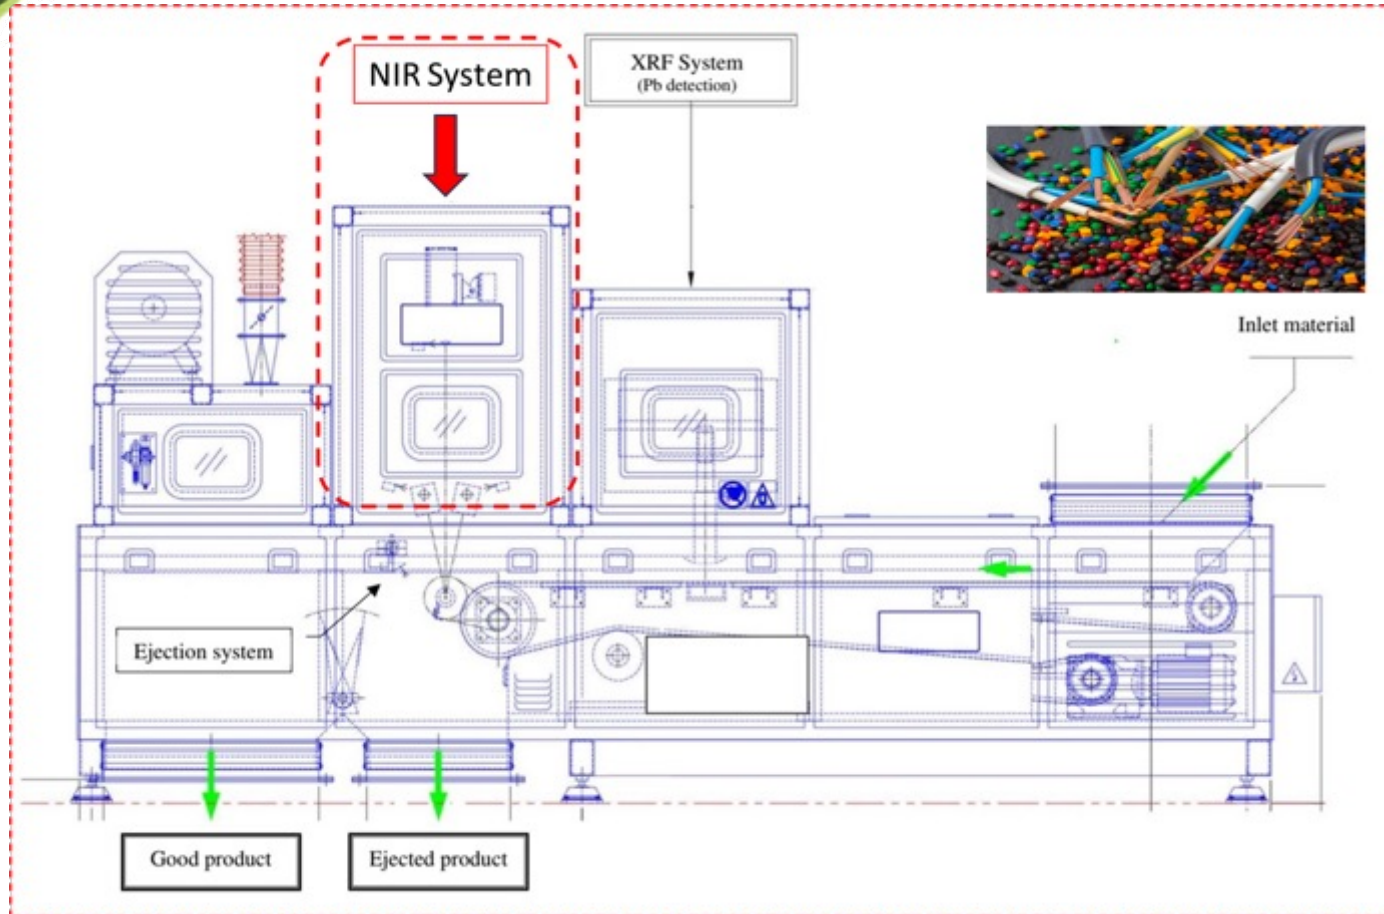 NIR System
XRF System
(Pb detection)
Inlet material
Ejection system
Good product
Ejected product